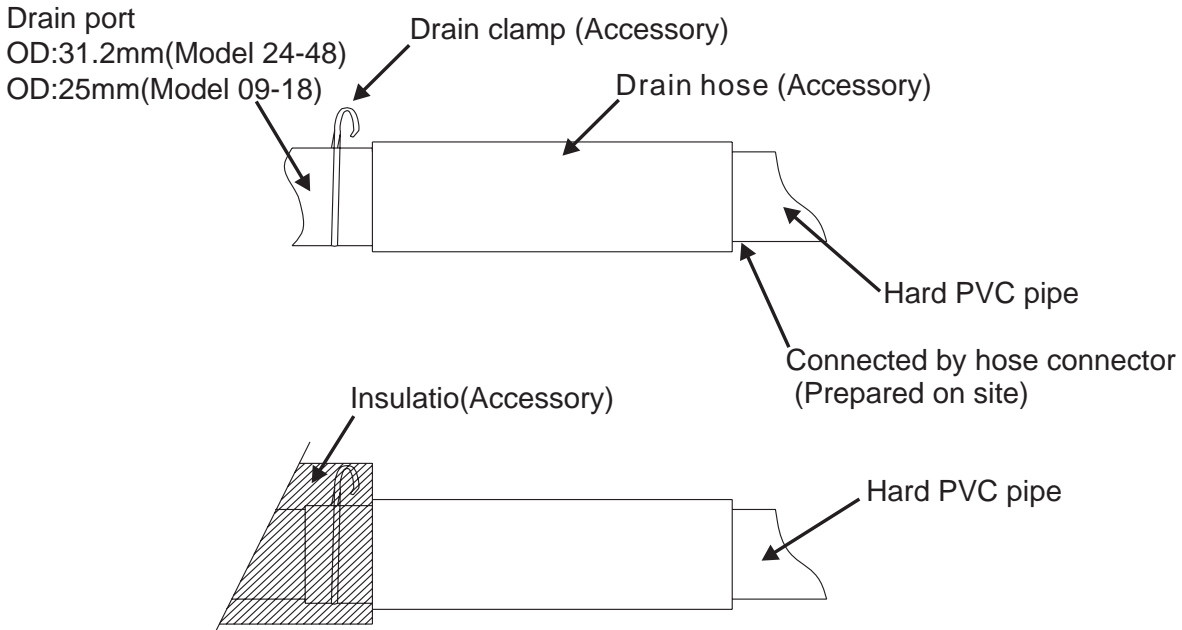 Drain port
OD:31.2mm(Model 24-48)
OD:25mm(Model 09-18)
Drain clamp (Accessory)
Drain hose (Accessory)
Hard PVC pipe
Connected by hose connector
(Prepared on site)
Insulatio(Accessory)
Hard PVC pipe